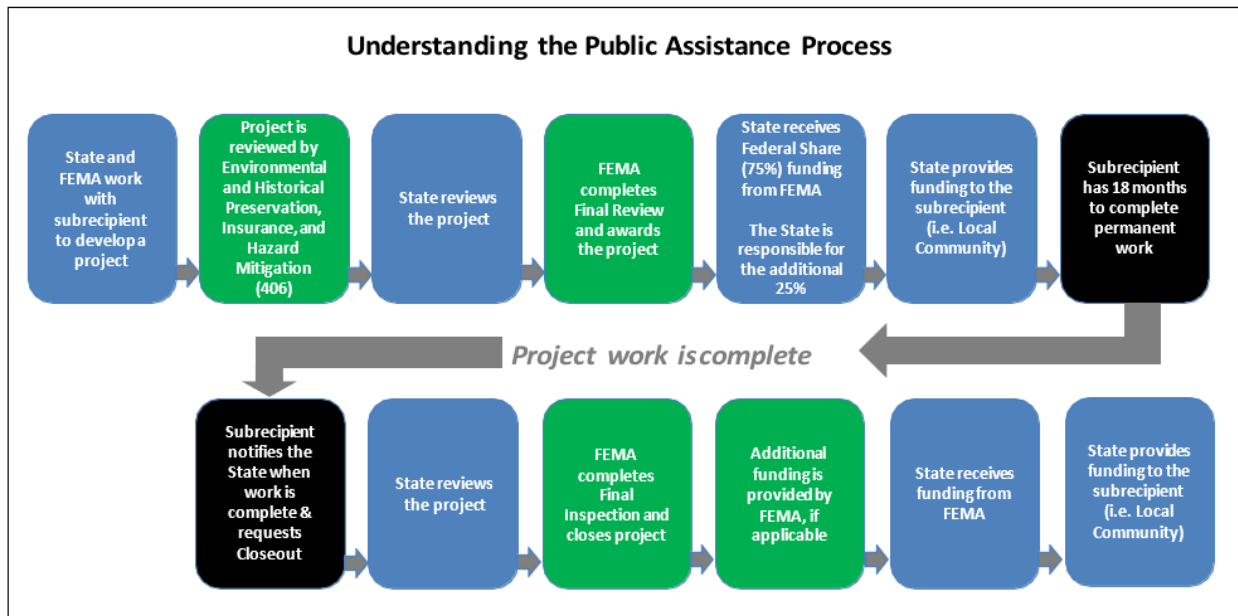 Understanding the Public Assistance Process
State and
FEMA work
with
subrecipient
to develop a
project
Project is
reviewed by
Environmental
and Historical
Preservation,
Insurance, and
Hazard
Mitigation
(406)
State reviews
the project
FEMA
completes
Final Review
and awards
the project
State receives
Federal Share
(75%) funding
from FEMA
The State is
responsible for
the additional
25%
State provides
funding to the
subrecipient
(i.e. Local
Community)
Subrecipient
has 18 months
to complete
permanent
work
Project work is complete
Subrecipient
notifies the
State when
work is
complete &
requests
Closeout
State reviews
the project
FEMA
completes
Final
Inspection and
closes project
Additional
funding is
provided by
FEMA, if
applicable
State receives
funding from
FEMA
State provides
funding to the
subrecipient
(i.e. Local
Community)